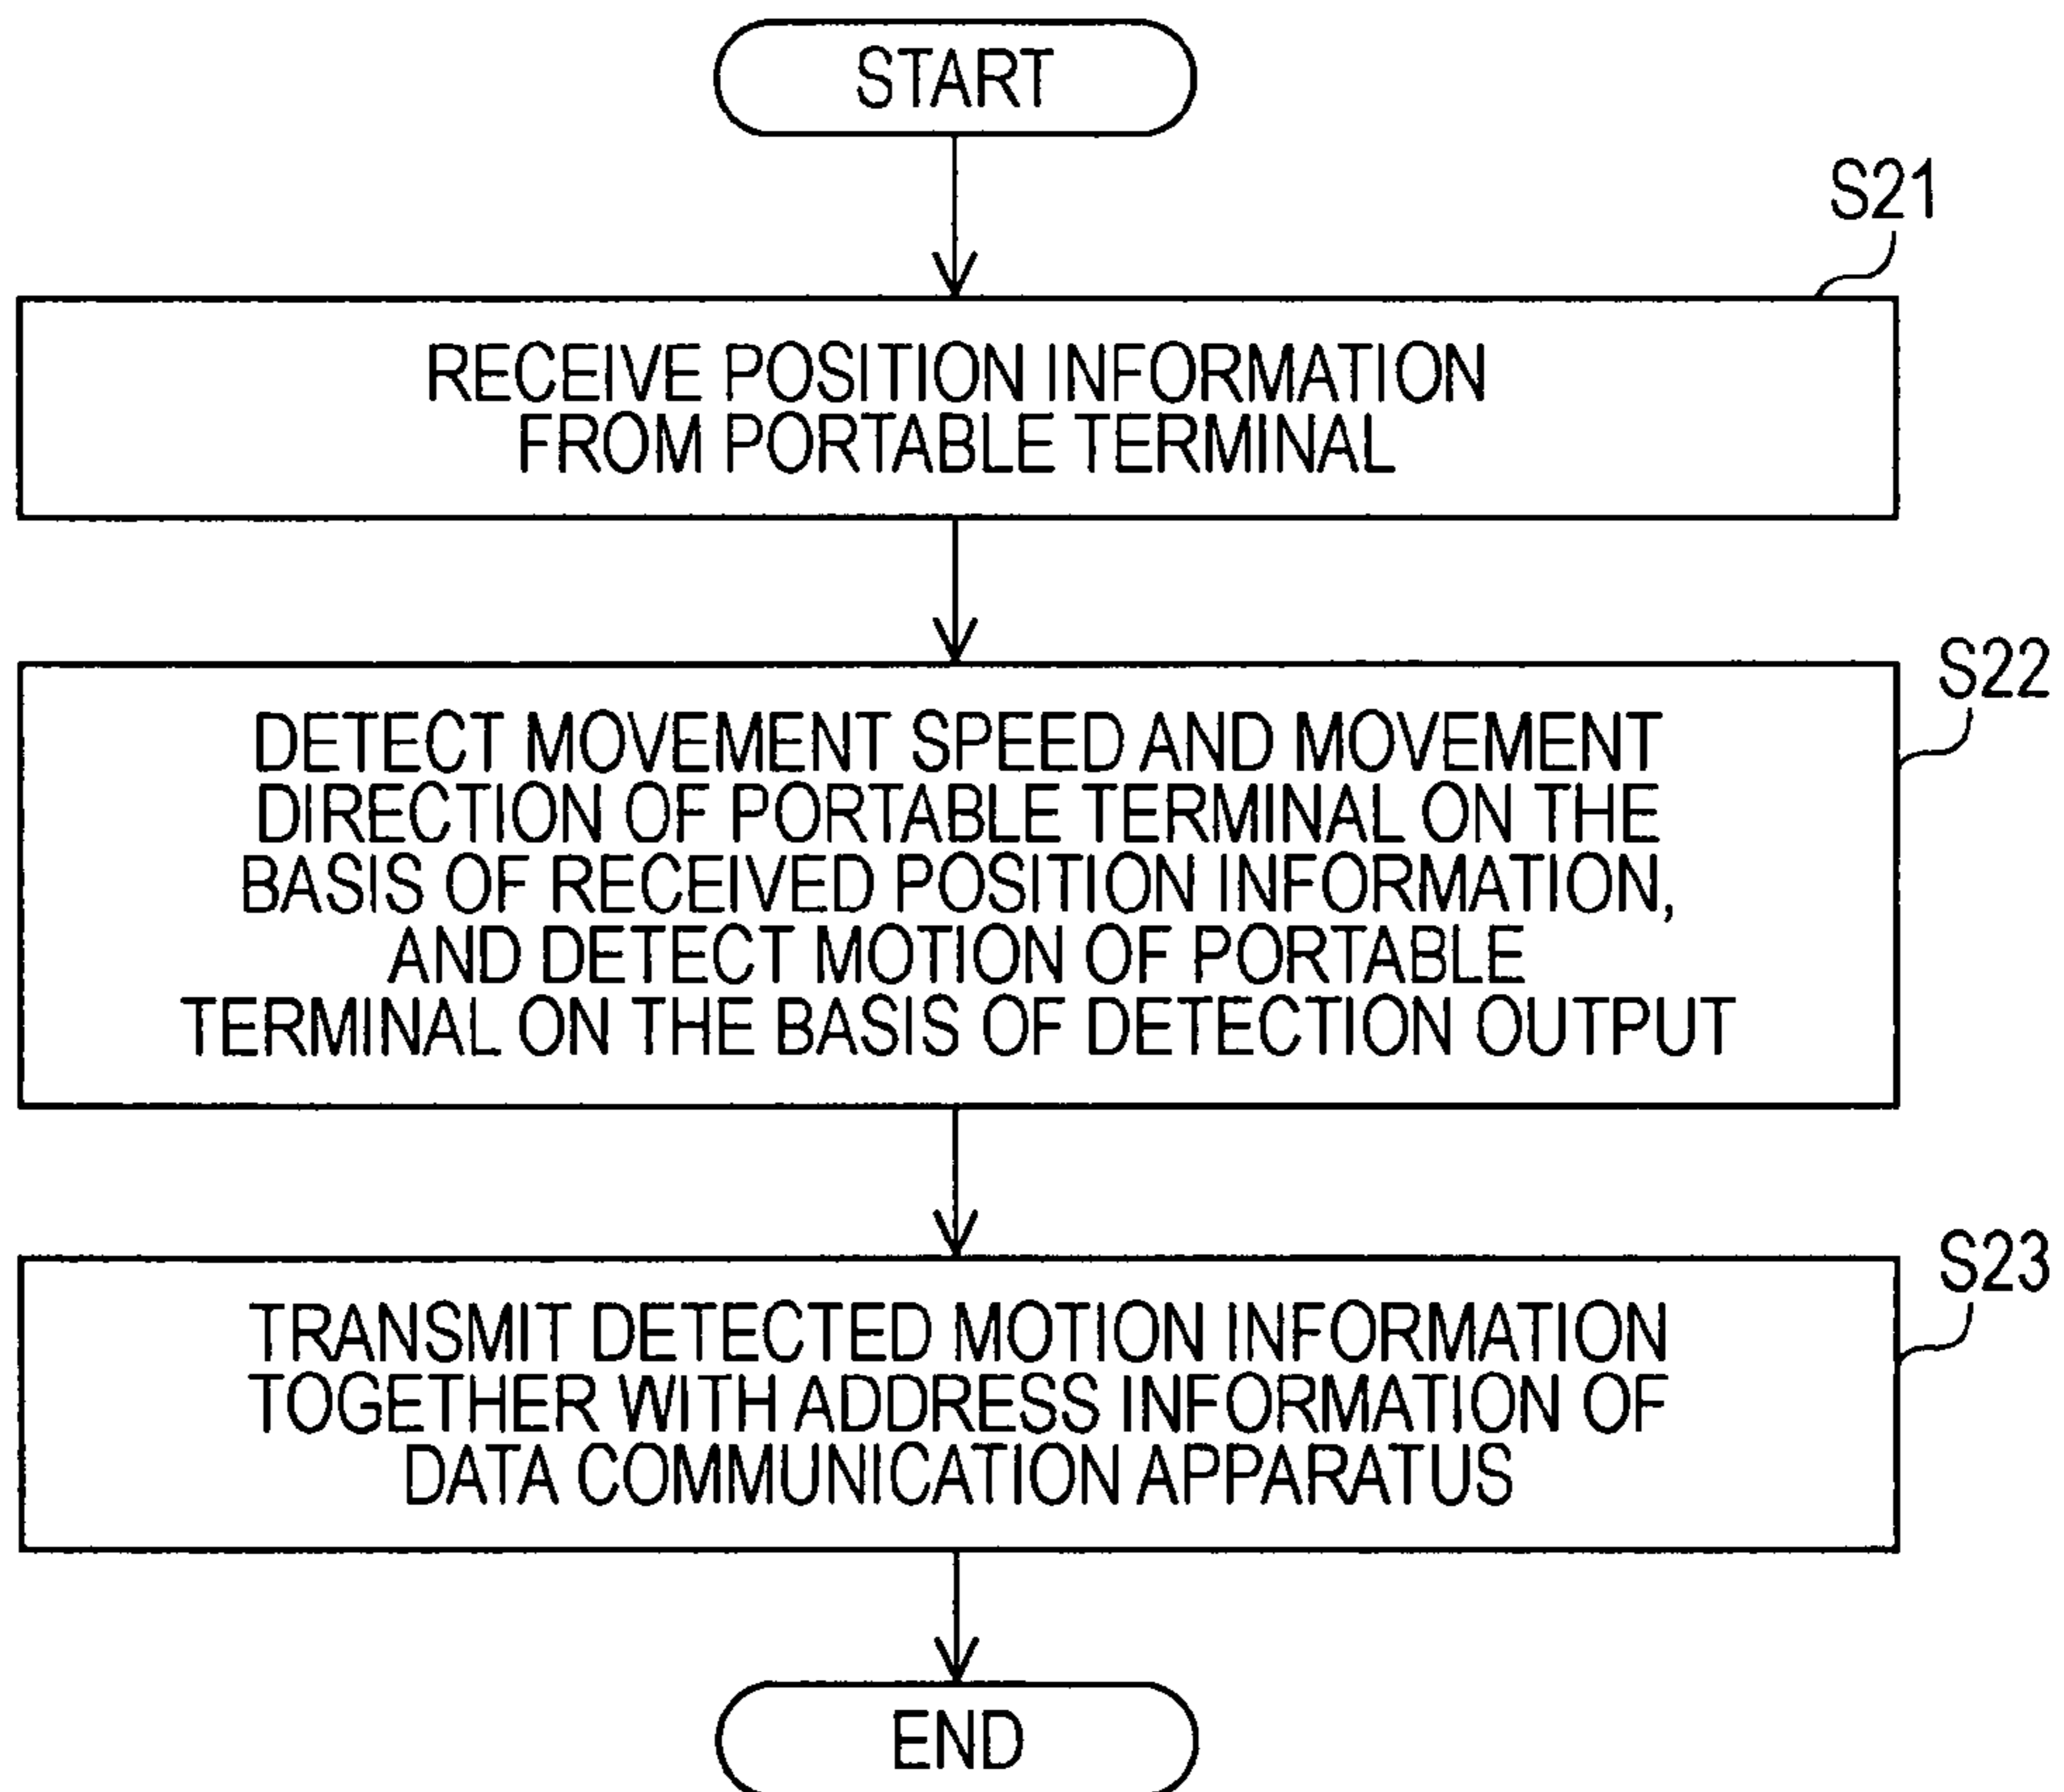 START
S21
RECEIVE POSITION INFORMATION
FROM PORTABLE TERMINAL
S22
DETECT MOVEMENT SPEED AND MOVEMENT
DIRECTION OF PORTABLE TERMINAL ON THE
BASIS OF RECEIVED POSITION INFORMATION,
AND DETECT MOTION OF PORTABLE
TERMINAL ON THE BASIS OF DETECTION OUTPUT
S23
TRANSMIT DETECTED MOTION INFORMATION
TOGETHER WITH ADDRESS INFORMATION OF
DATA COMMUNICATION APPARATUS
END